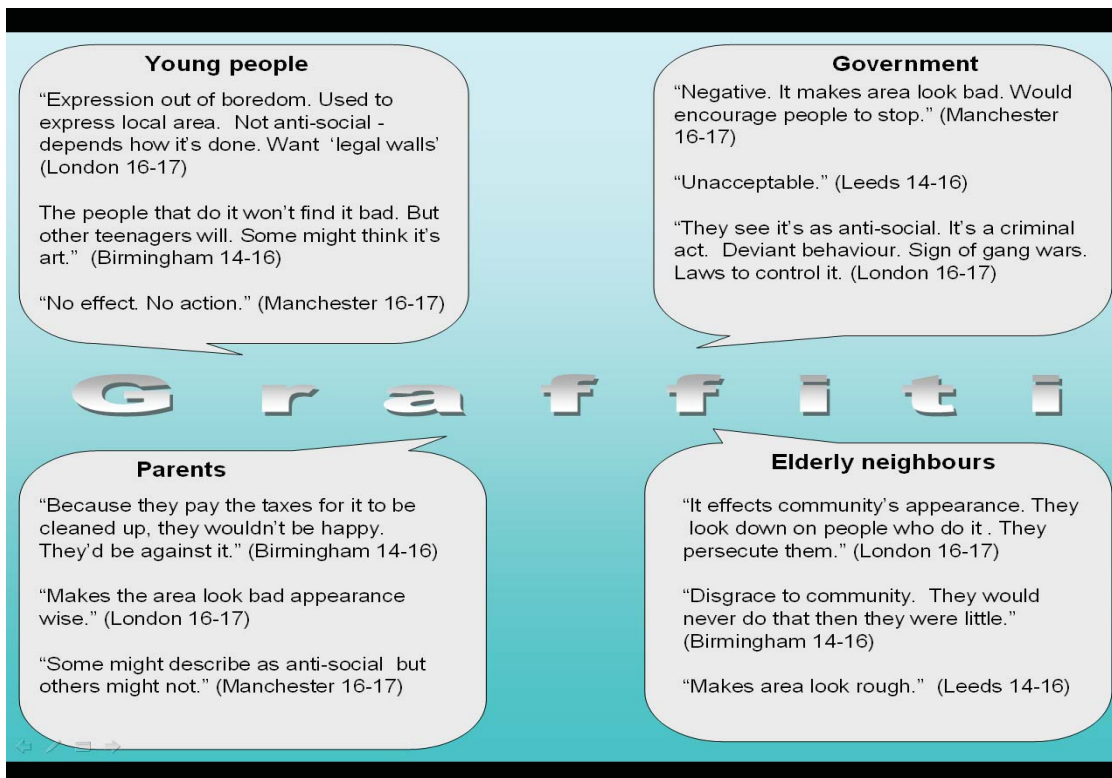 Young people
“Expression out of boredom. Used to
express local area.  Not anti-social -
depends how it’s done. Want  ‘legal walls’
(London 16-17)
The people that do it won’t find it bad. But
other teenagers will. Some might think it’s
art.”  (Birmingham 14-16)
“No effect. No action.” (Manchester 16-17)
Government
“Negative. It makes area look bad. Would
encourage people to stop.” (Manchester
16-17)
“Unacceptable.” (Leeds 14-16)
“They see it’s as anti-social. It’s a criminal
act.  Deviant behaviour. Sign of gang wars.
Laws to control it. (London 16-17)
Graffiti
Parents
“Because they pay the taxes for it to be
cleaned up, they wouldn’t be happy.
They’d be against it.” (Birmingham 14-16)
“Makes the area look bad appearance
wise.” (London 16-17)
“Some might describe as anti-social  but
others might not.” (Manchester 16-17)
Elderly neighbours
“It effects community’s appearance. They
look down on people who do it . They
persecute them.” (London 16-17)
“Disgrace to community.  They would
never do that then they were little.”
(Birmingham 14-16)
“Makes area look rough.”  (Leeds 14-16)